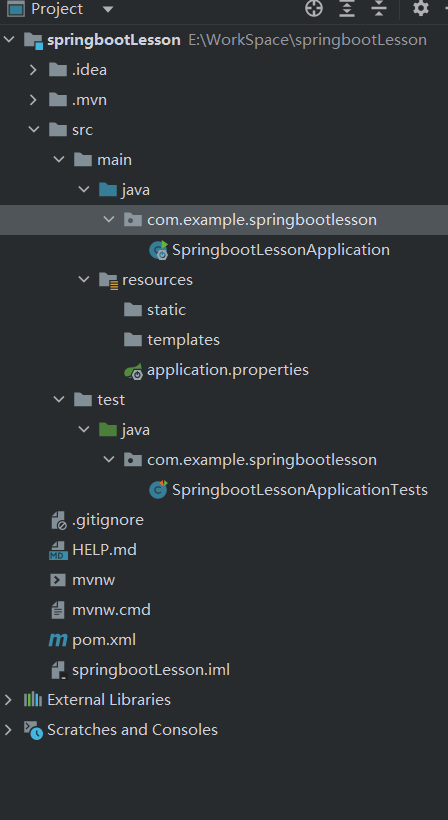 Project
springbootLesson E:\WorkSpace\springbootLesson
.idea
.mvn
src
main
java
com.example.springbootlesson
SpringbootLessonApplication
resources
static
templates
application.properties
test
java
com.example.springbootlesson
SpringbootLessonApplicationTests
.gitignore
HELP.md
mvnw
mvnw.cmd
pom.xml
springbootLesson.iml
External Libraries
Scratches and Consoles